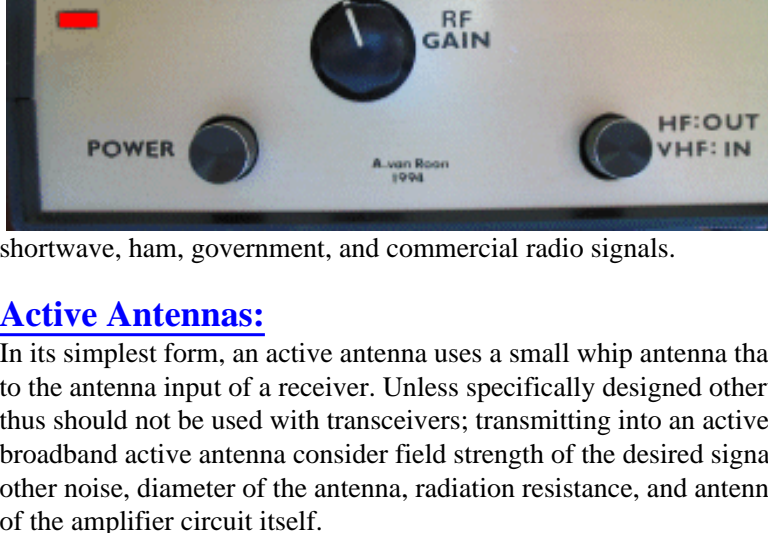 RF
GAIN
POWER
HF:OUT
VHF: IN
A.van Roon
1994
shortwave, ham, government, and commercial radio signals.
Active Antennas:
In its simplest form, an active antenna uses a small whip antenna tha
to the antenna input of a receiver. Unless specifically designed other
thus should not be used with transceivers; transmitting into an active
broadband active antenna consider field strength of the desired signa
other noise, diameter of the antenna, radiation resistance, and antenn
of the amplifier circuit itself.